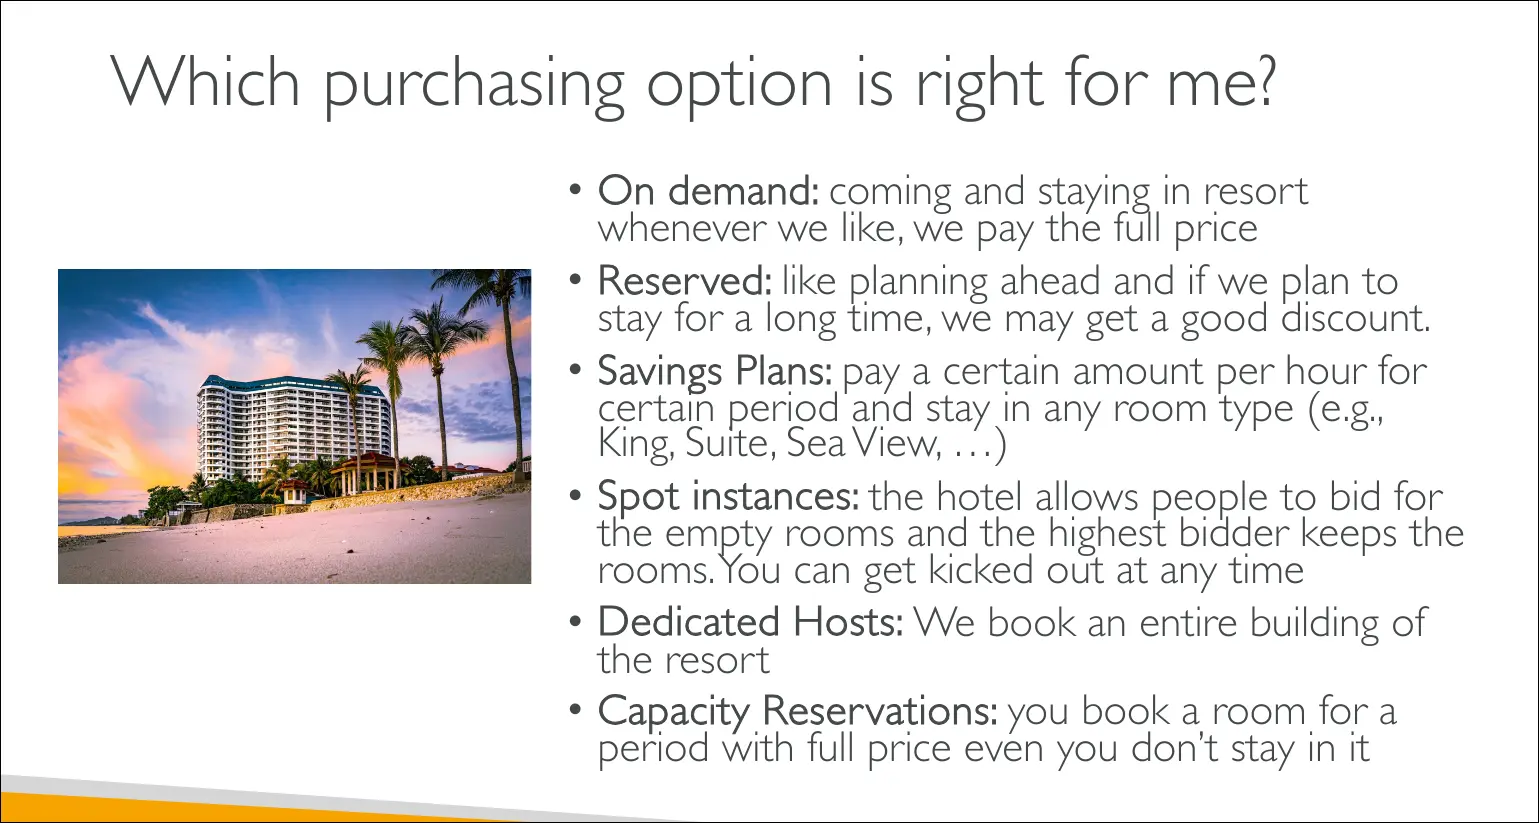 Which purchasing option is right for me?
• On demand: coming and staying in resort
whenever we like, we pay the full price
• Reserved: like planning ahead and if we plan to
stay for a long time, we may get a good discount.
• Savings Plans: pay a certain amount per hour for
certain period and stay in any room type (e.g.,
King, Suite, Sea View, …)
• Spot instances: the hotel allows people to bid for
the empty rooms and the highest bidder keeps the
rooms. You can get kicked out at any time
• Dedicated Hosts: We book an entire building of
the resort
• Capacity Reservations: you book a room for a
period with full price even you don’t stay in it